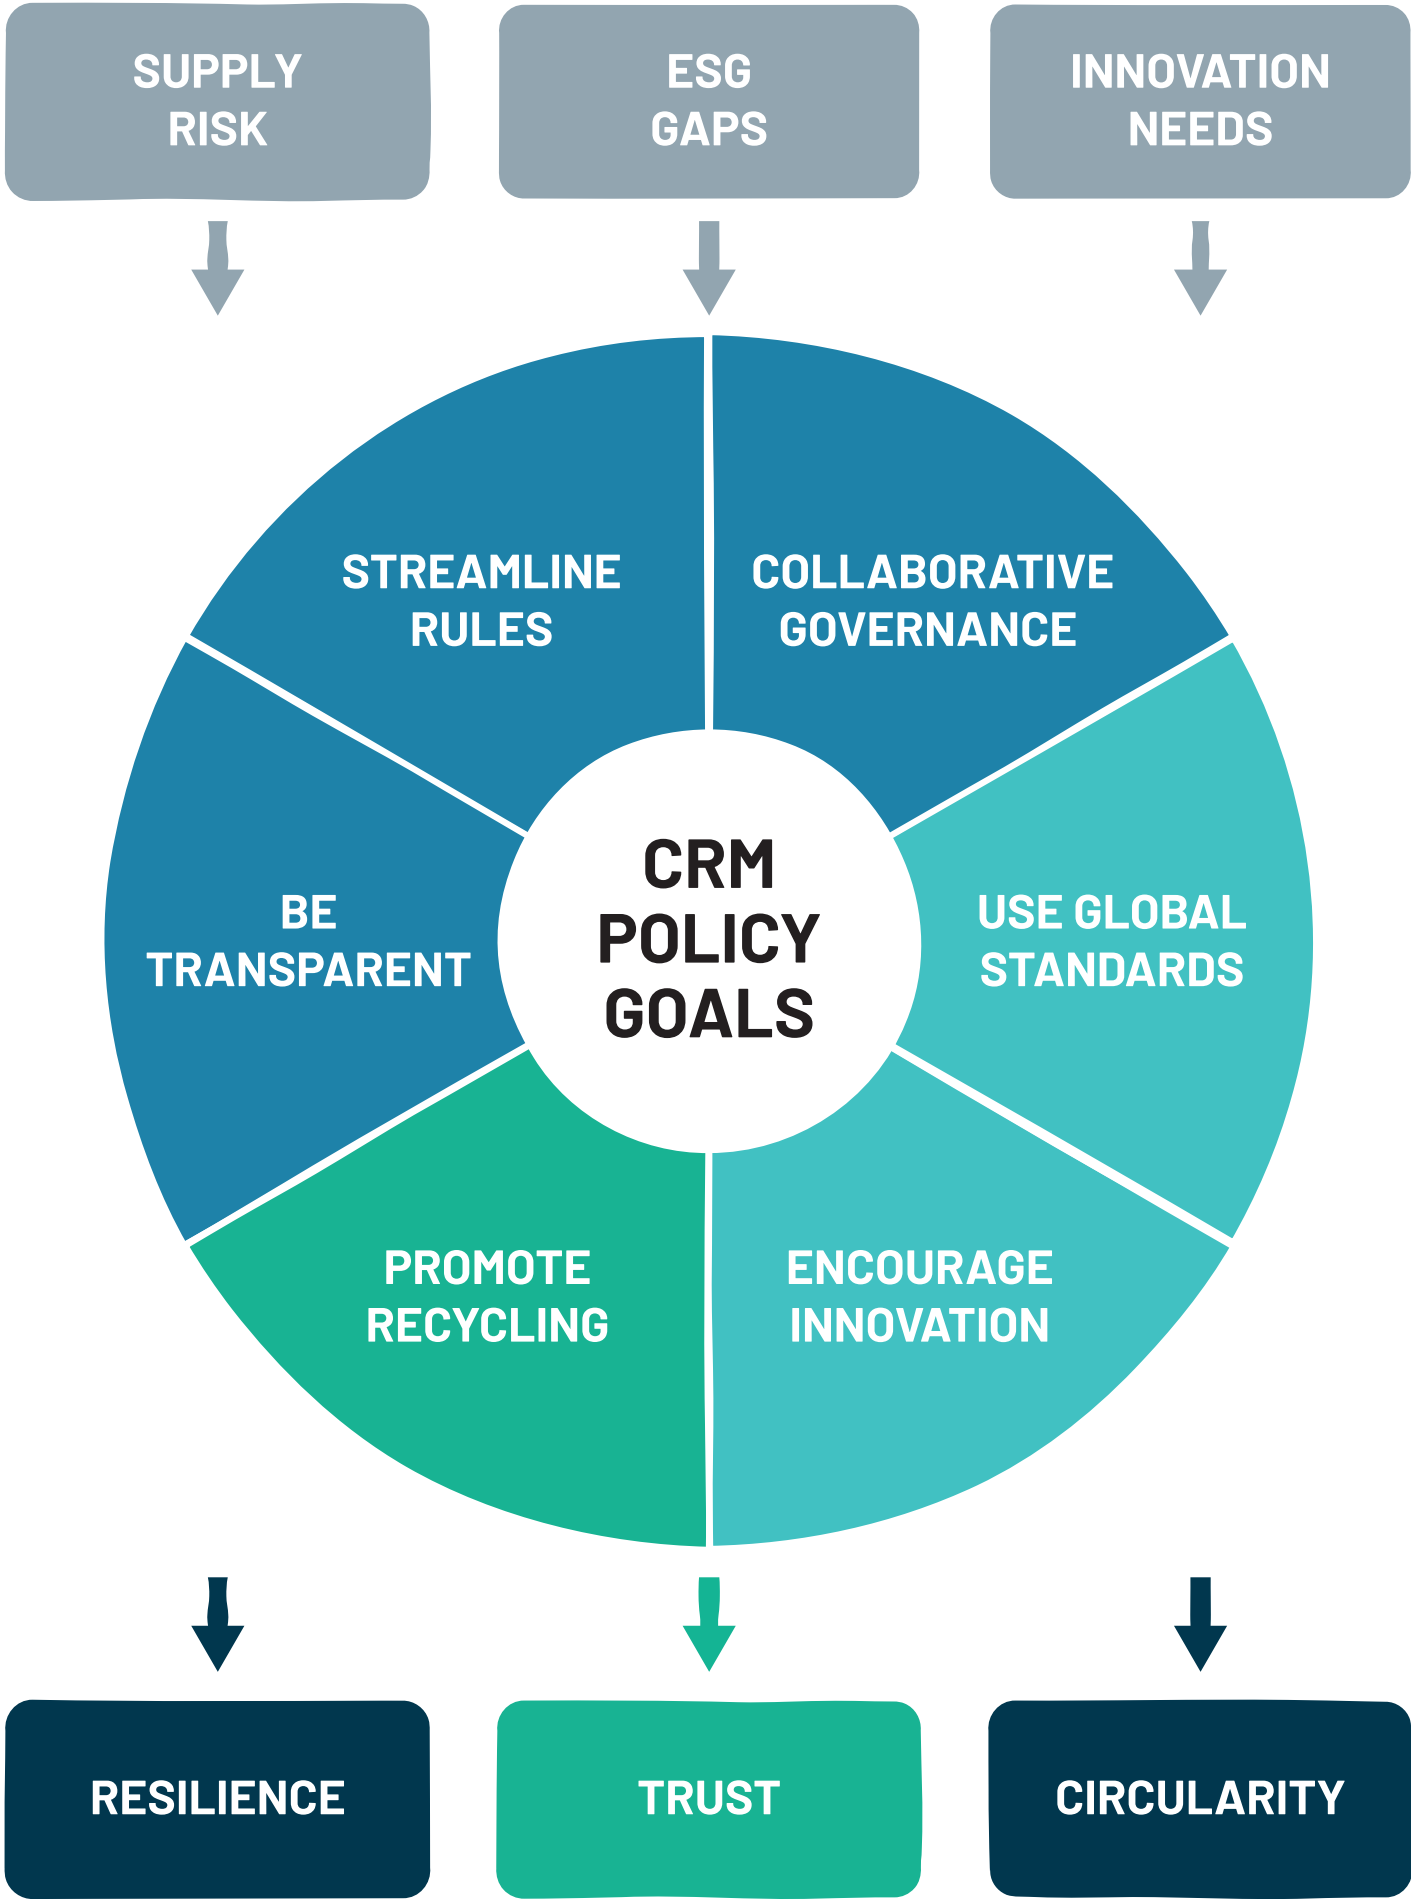 SUPPLY
RISK
ESG
GAPS
INNOVATION
NEEDS
STREAMLINE
RULES
COLLABORATIVE
GOVERNANCE
BE
TRANSPARENT
CRM
POLICY
GOALS
USE GLOBAL
STANDARDS
PROMOTE
RECYCLING
ENCOURAGE
INNOVATION
RESILIENCE
TRUST
CIRCULARITY